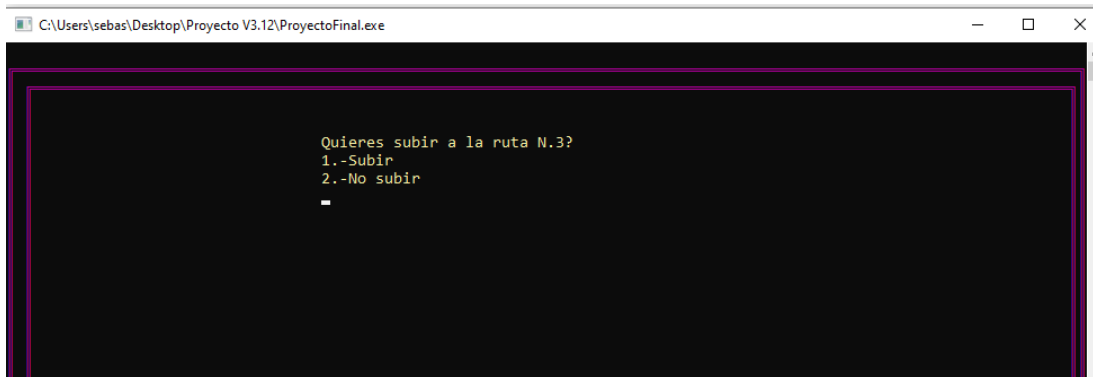 C:\Users\sebas\Desktop\Proyecto V3.12\ProyectoFinal.exe
Quieres subir a la ruta N.3?
1.-Subir
2.-No subir